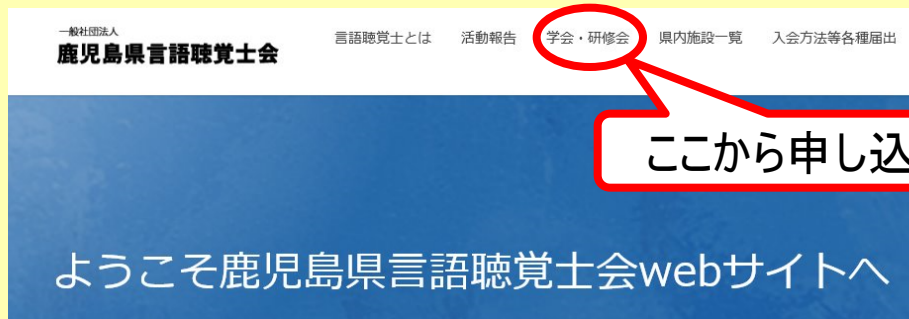 一般社団法人
鹿児島県言語聴覚士会
言語聴覚士とは 活動報告 学会・研修会 県内施設一覧 入会方法等各種届出
ここから申し込
ようこそ鹿児島県言語聴覚士会webサイトへ